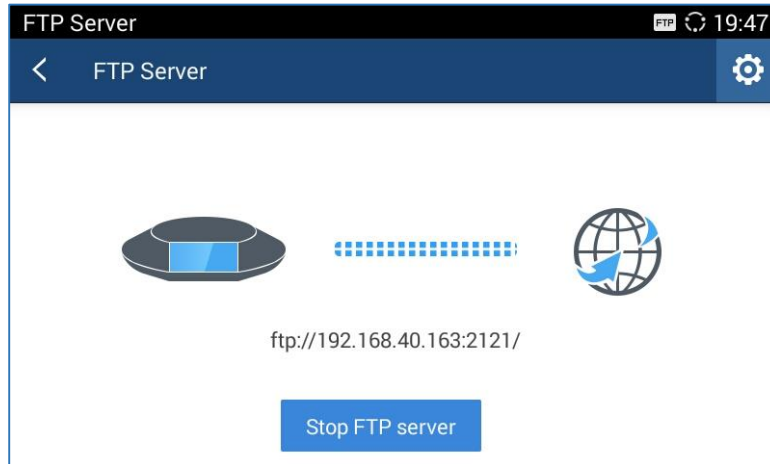 FTP Server
FTP 19:47
FTP Server
ftp://192.168.40.163:2121/
Stop FTP server